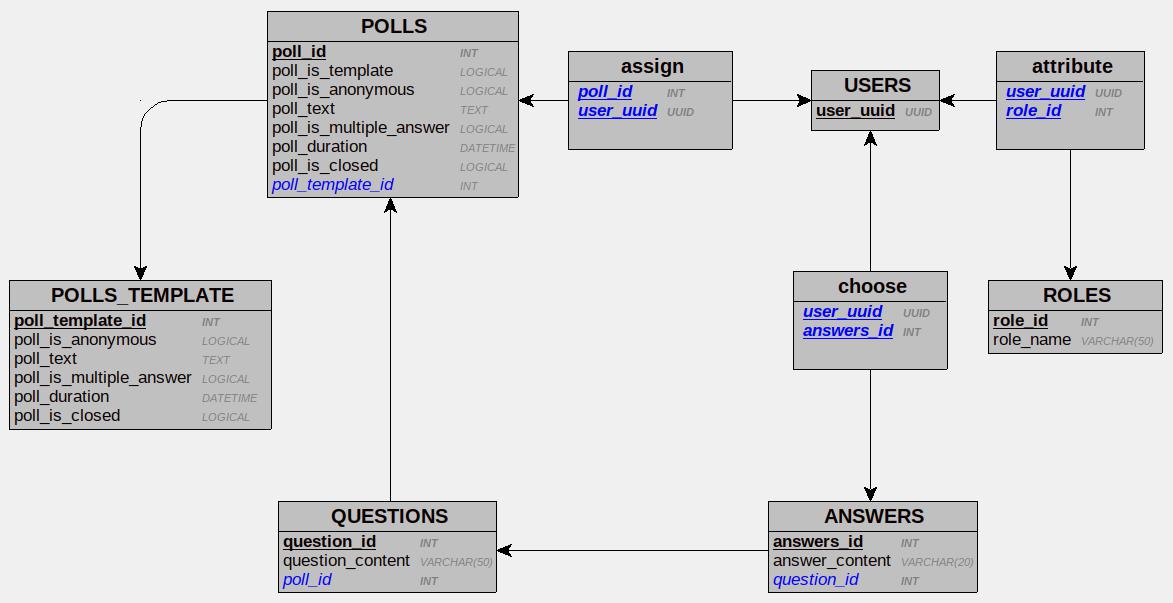 POLLS
poll_id INT
poll_is_template LOGICAL
poll_is_anonymous LOGICAL
poll_text TEXT
poll_is_multiple_answer LOGICAL
poll_duration DATETIME
poll_is_closed LOGICAL
poll_template_id INT
assign
poll_id INT
user_uuid UUID
USERS
user_uuid UUID
attribute
user_uuid UUID
role_id INT
POLLS_TEMPLATE
poll_template_id INT
poll_is_anonymous LOGICAL
poll_text TEXT
poll_is_multiple_answer LOGICAL
poll_duration DATETIME
poll_is_closed LOGICAL
choose
user_uuid UUID
answers_id INT
ROLES
role_id INT
role_name VARCHAR(50)
QUESTIONS
question_id INT
question_content VARCHAR(50)
poll_id INT
ANSWERS
answers_id INT
answer_content VARCHAR(20)
question_id INT